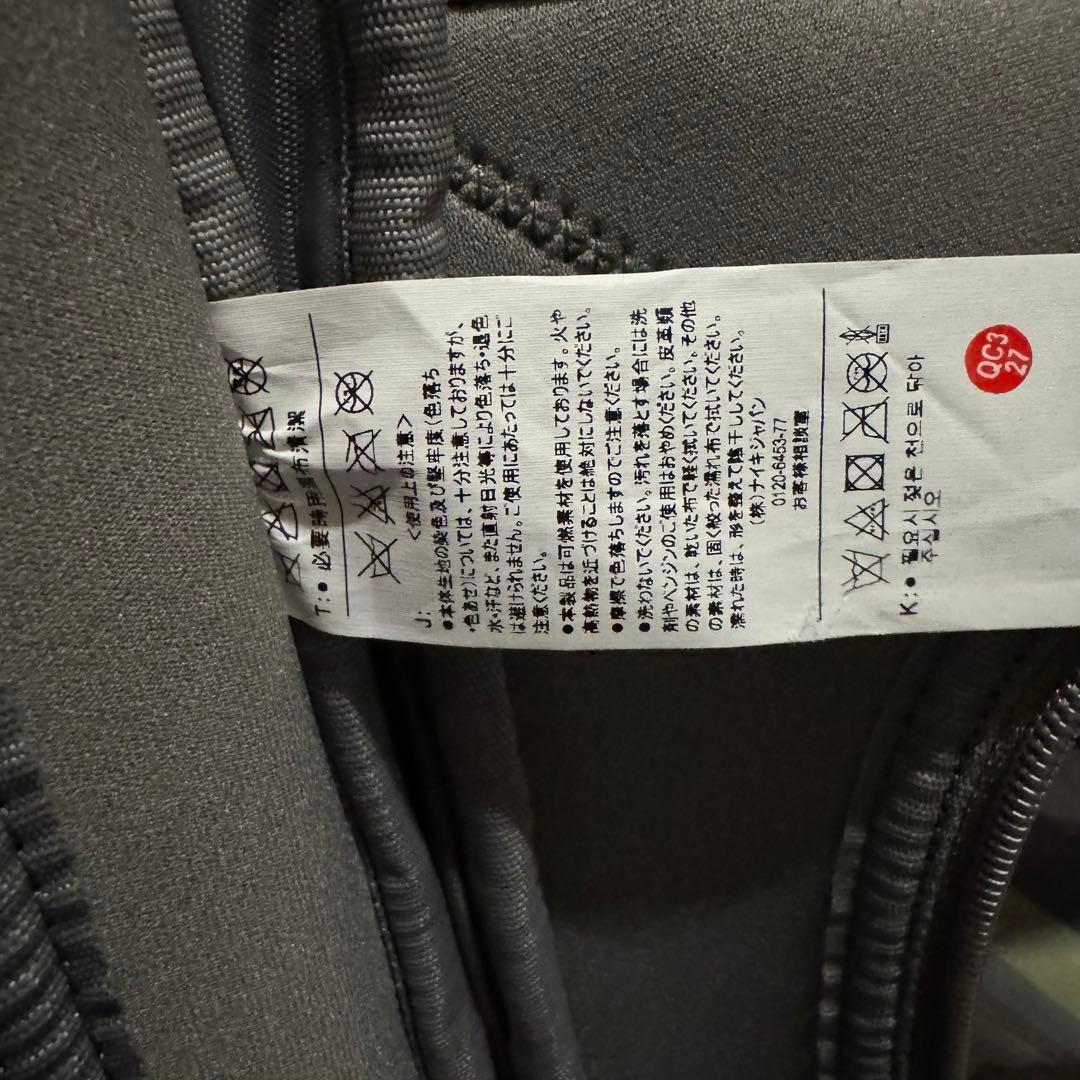 T:● 必要時用濕布清潔
J: <使用上の注意>
●本体生地の染色及び堅牢度(色落ち
・色あせ)については、十分注意しておりますが、
水・汗など、また直射日光等により色落ち・退色
は避けられません。ご使用にあたっては十分にご
注意ください。
●本製品は可燃素材を使用しております。火や
高熱物を近づけることは絶対にしないでください。
●摩擦で色落ちしますのでご注意ください。
●洗わないでください。汚れを落とす場合には洗
剤やベンジンのご使用はおやめください。皮革類
の素材は、乾いた布で軽く拭いてください。その他
の素材は、固く絞った濡れ布で拭いてください。
濡れた時は、形を整えて陰干ししてください。
(株)ナイキジャパン
0120-6453-77
お客様相談室
K:● 필요시 젖은 천으로 닦아
주십시오
QC3
27